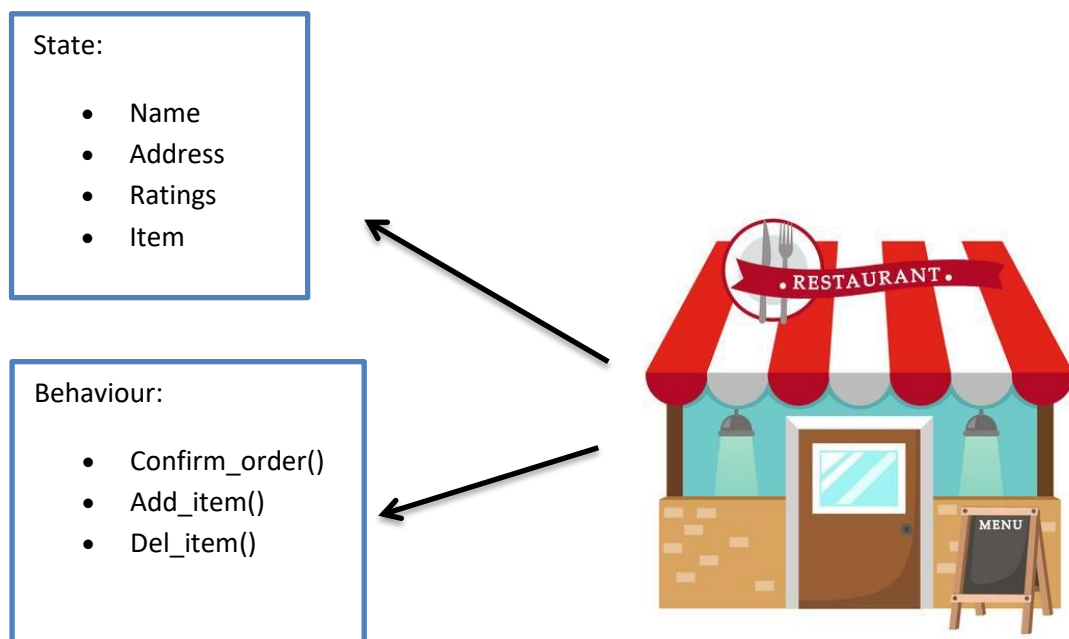 State:
• Name
• Address
• Ratings
• Item
• RESTAURANT •
Behaviour:
• Confirm_order()
• Add_item()
• Del_item()
MENU